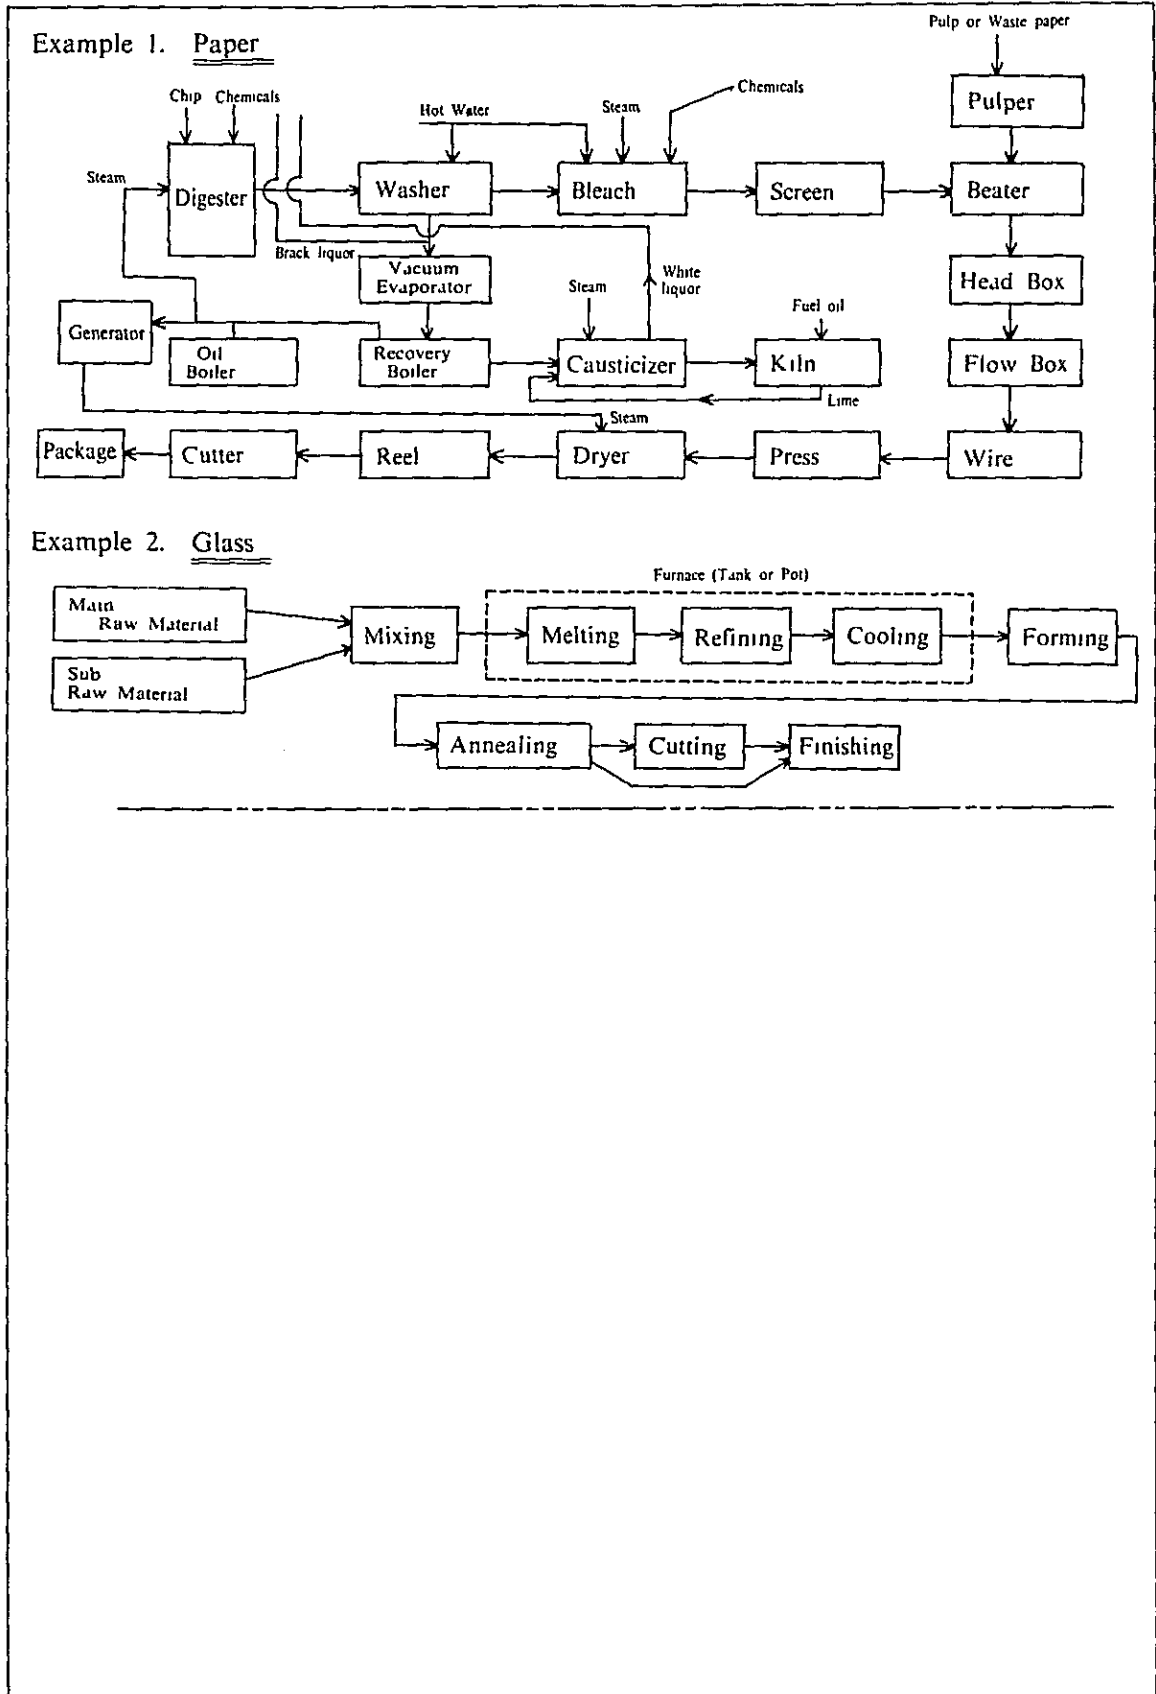 Example 1. Paper
Pulp or Waste paper
Chip Chemicals
Hot Water
Steam
Chemicals
Pulper
Steam
Digester
Washer
Bleach
Screen
Beater
Brack liquor
Vacuum
Evaporator
Steam
White
liquor
Fuel oil
Head Box
Generator
Oil
Boiler
Recovery
Boiler
Causticizer
Kiln
Flow Box
Lime
Steam
Package
Cutter
Reel
Dryer
Press
Wire
Example 2. Glass
Furnace (Tank or Pot)
Main
Raw Material
Sub
Raw Material
Mixing
Melting
Refining
Cooling
Forming
Annealing
Cutting
Finishing